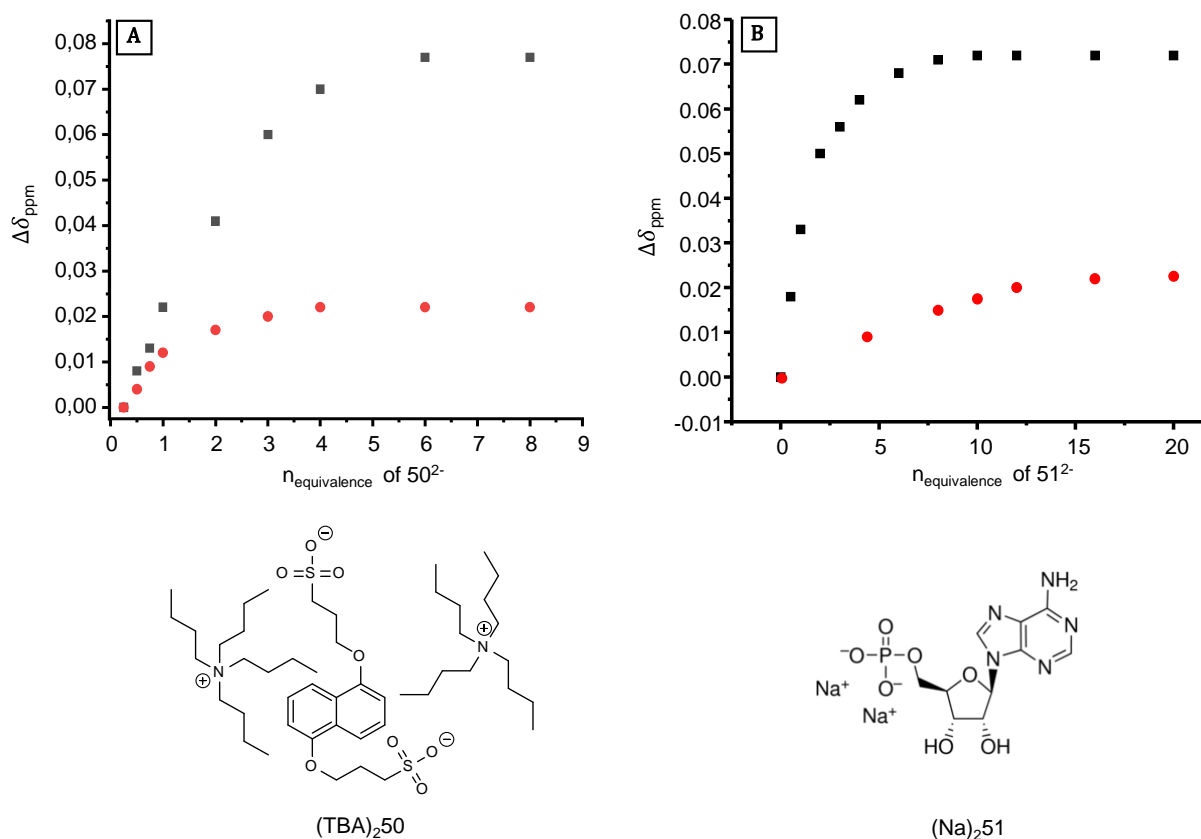 A
0,08
0,07
0,06
0,05
0,04
0,03
0,02
0,01
0,00
Δδppm
0 1 2 3 4 5 6 7 8 9
nequivalence of 50²⁻
B
0.08
0.07
0.06
0.05
0.04
0.03
0.02
0.01
0.00
-0.01
Δδppm
0 5 10 15 20
nequivalence of 51²⁻
⊖
O
O=S=O
N
⊕
O
O
S
O
O
⊖
N
⊕
(TBA)₂50
NH₂
N
N
N
N
O
⁻O-P-O
O⁻
Na⁺
Na⁺
O
HO OH
(Na)₂51